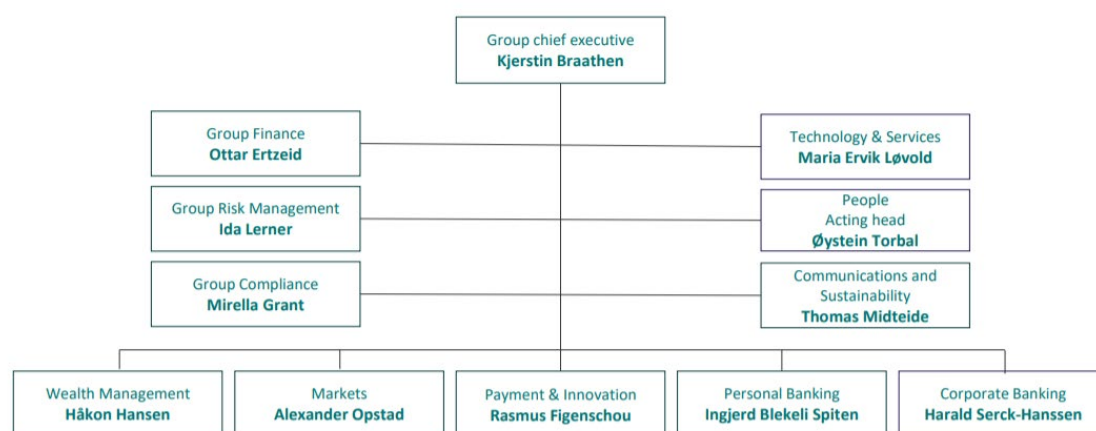 Group chief executive
Kjerstin Braathen
Group Finance
Ottar Ertzeid
Technology & Services
Maria Ervik Løvold
Group Risk Management
Ida Lerner
People
Acting head
Øystein Torbal
Group Compliance
Mirella Grant
Communications and
Sustainability
Thomas Midteide
Wealth Management
Håkon Hansen
Markets
Alexander Opstad
Payment & Innovation
Rasmus Figenschou
Personal Banking
Ingjerd Blekeli Spiten
Corporate Banking
Harald Serck-Hanssen